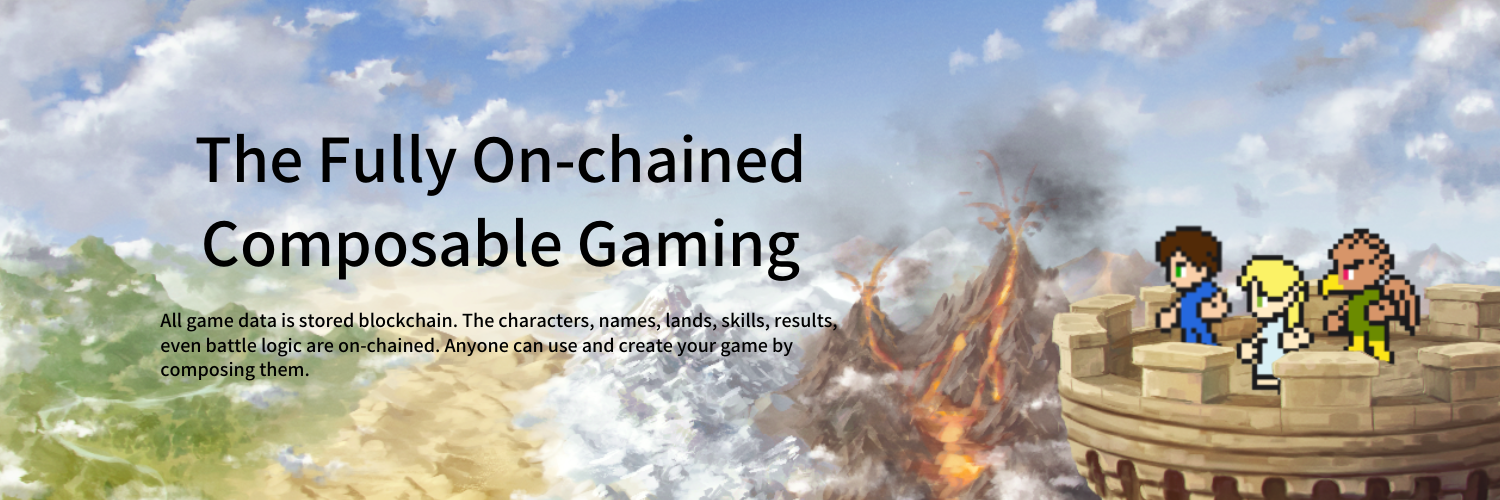 The Fully On-chained
Composable Gaming
All game data is stored blockchain. The characters, names, lands, skills, results,
even battle logic are on-chained. Anyone can use and create your game by
composing them.